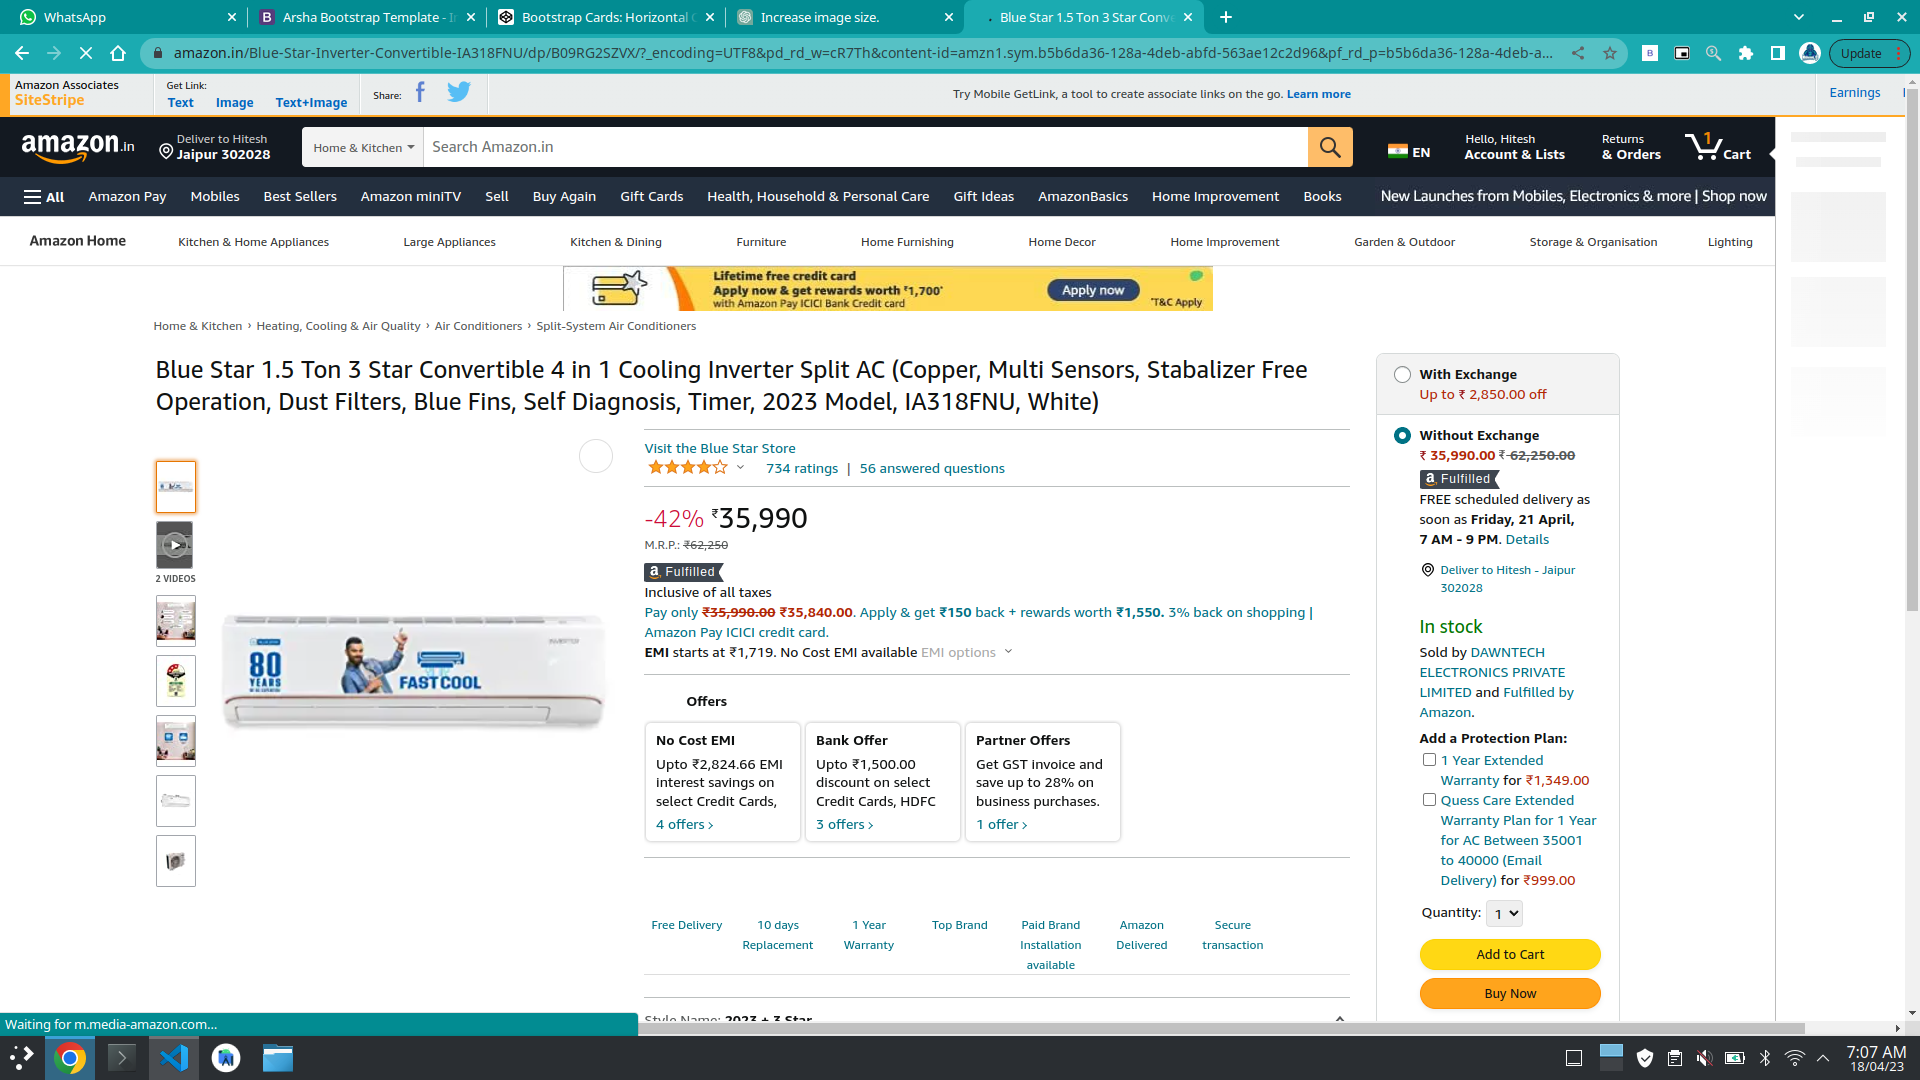 WhatsApp
Arsha Bootstrap Template - I
Bootstrap Cards: Horizontal
Increase image size.
Blue Star 1.5 Ton 3 Star Conv
amazon.in/Blue-Star-Inverter-Convertible-IA318FNU/dp/B09RG2SZVX/?_encoding=UTF8&pd_rd_w=cR7Th&content-id=amzn1.sym.b5b6da36-128a-4deb-abfd-563ae12c2d96&pf_rd_p=b5b6da36-128a-4deb-a...
Update
Amazon Associates
SiteStripe
Get Link:
Text Image Text+Image
Share:
Try Mobile GetLink, a tool to create associate links on the go. Learn more
Earnings
amazon.in
Deliver to Hitesh
Jaipur 302028
Home & Kitchen
Search Amazon.in
EN
Hello, Hitesh
Account & Lists
Returns
& Orders
1
Cart
All Amazon Pay Mobiles Best Sellers Amazon miniTV Sell Buy Again Gift Cards Health, Household & Personal Care Gift Ideas AmazonBasics Home Improvement Books
New Launches from Mobiles, Electronics & more | Shop now
Amazon Home Kitchen & Home Appliances Large Appliances Kitchen & Dining Furniture Home Furnishing Home Decor Home Improvement Garden & Outdoor Storage & Organisation Lighting
Lifetime free credit card
Apply now & get rewards worth ₹1,700*
with Amazon Pay ICICI Bank Credit card
Apply now
*T&C Apply
Home & Kitchen › Heating, Cooling & Air Quality › Air Conditioners › Split-System Air Conditioners
Blue Star 1.5 Ton 3 Star Convertible 4 in 1 Cooling Inverter Split AC (Copper, Multi Sensors, Stabalizer Free
Operation, Dust Filters, Blue Fins, Self Diagnosis, Timer, 2023 Model, IA318FNU, White)
2 VIDEOS
80
YEARS
FAST COOL
INVERTER
Visit the Blue Star Store
734 ratings | 56 answered questions
-42% ₹35,990
M.R.P.: ₹62,250
a Fulfilled
Inclusive of all taxes
Pay only ₹35,990.00 ₹35,840.00. Apply & get ₹150 back + rewards worth ₹1,550. 3% back on shopping |
Amazon Pay ICICI credit card.
EMI starts at ₹1,719. No Cost EMI available EMI options
Offers
No Cost EMI
Upto ₹2,824.66 EMI
interest savings on
select Credit Cards,
4 offers ›
Bank Offer
Upto ₹1,500.00
discount on select
Credit Cards, HDFC
3 offers ›
Partner Offers
Get GST invoice and
save up to 28% on
business purchases.
1 offer ›
Free Delivery
10 days
Replacement
1 Year
Warranty
Top Brand
Paid Brand
Installation
available
Amazon
Delivered
Secure
transaction
Style Name: 2023 + 3 Star
With Exchange
Up to ₹ 2,850.00 off
Without Exchange
₹ 35,990.00 ₹ 62,250.00
a Fulfilled
FREE scheduled delivery as
soon as Friday, 21 April,
7 AM - 9 PM. Details
Deliver to Hitesh - Jaipur
302028
In stock
Sold by DAWNTECH
ELECTRONICS PRIVATE
LIMITED and Fulfilled by
Amazon.
Add a Protection Plan:
1 Year Extended
Warranty for ₹1,349.00
Quess Care Extended
Warranty Plan for 1 Year
for AC Between 35001
to 40000 (Email
Delivery) for ₹999.00
Quantity: 1
Add to Cart
Buy Now
Waiting for m.media-amazon.com...
7:07 AM
18/04/23